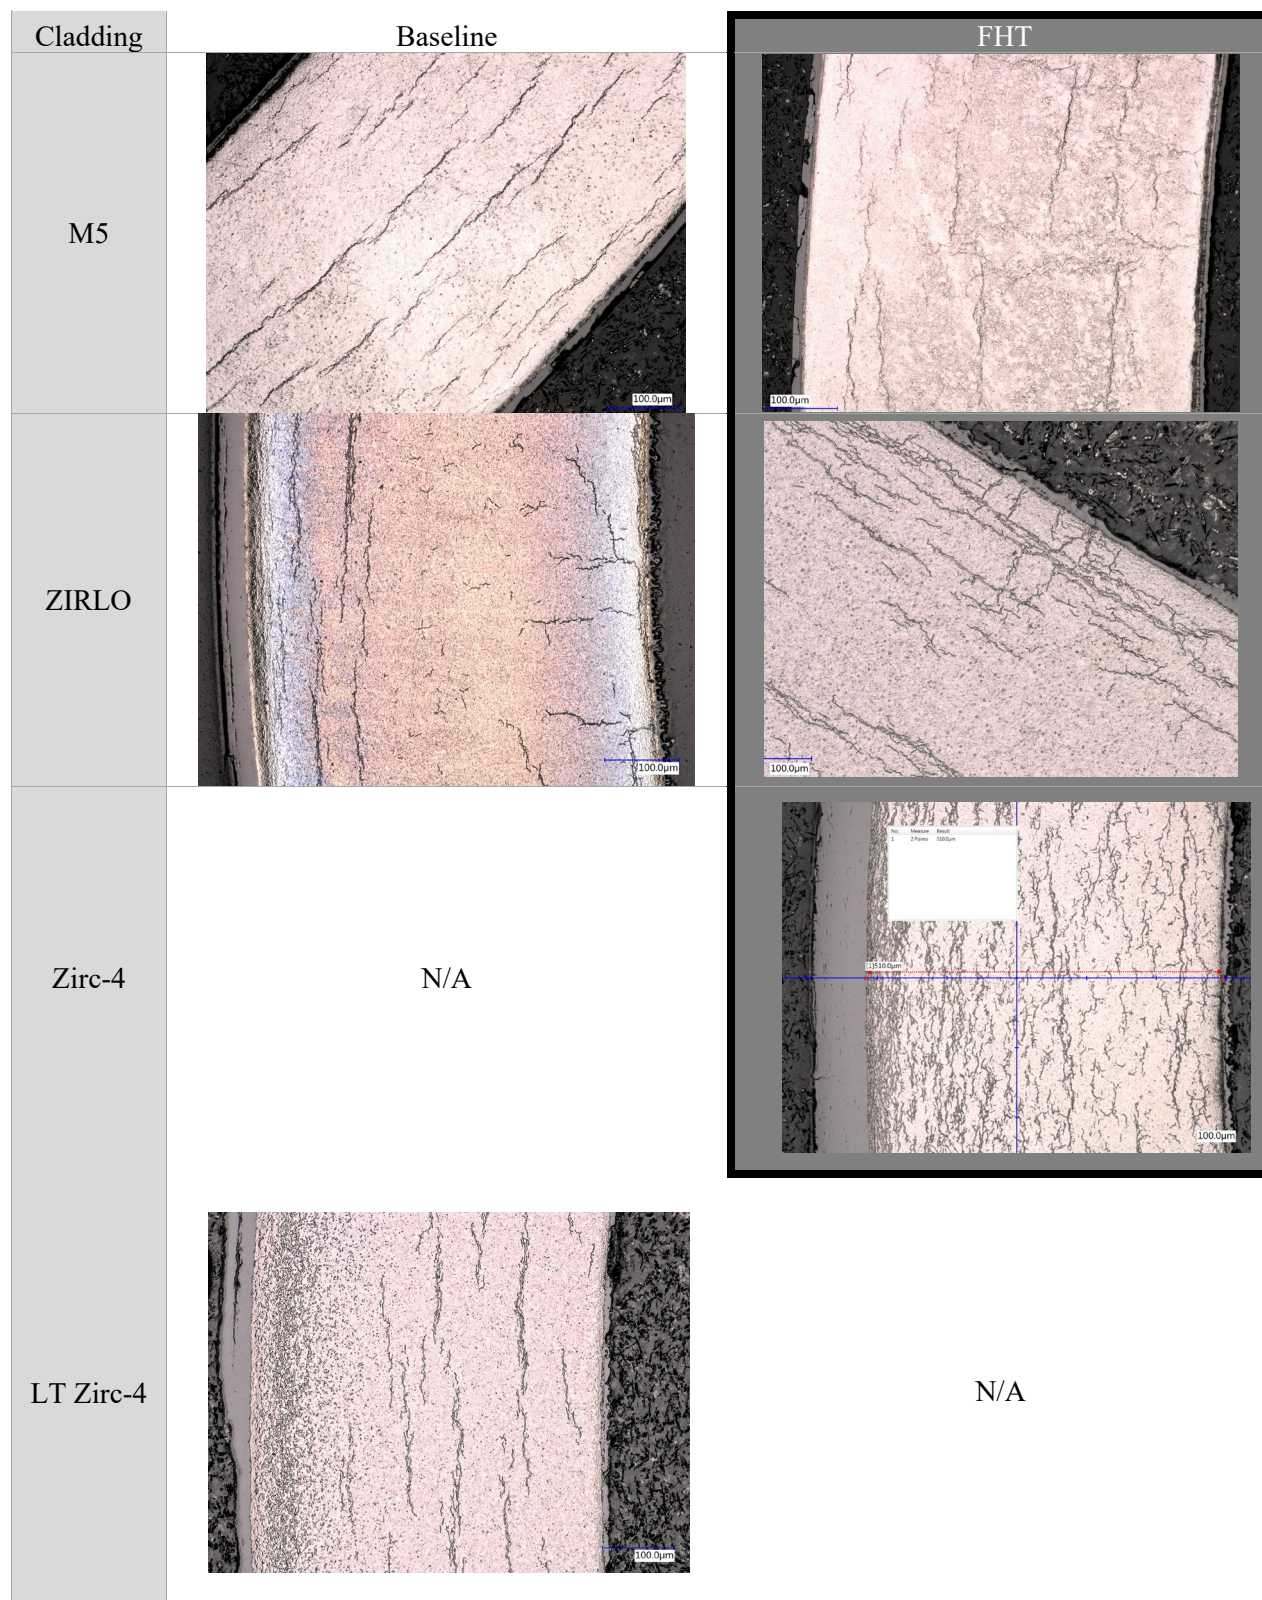 Cladding Baseline FHT
M5
100.0µm
100.0µm
ZIRLO
100.0µm
100.0µm
Zirc-4
N/A
No. Measure Result
1 2 Points 510.0µm
[1]510.0µm
100.0µm
LT Zirc-4
100.0µm
N/A